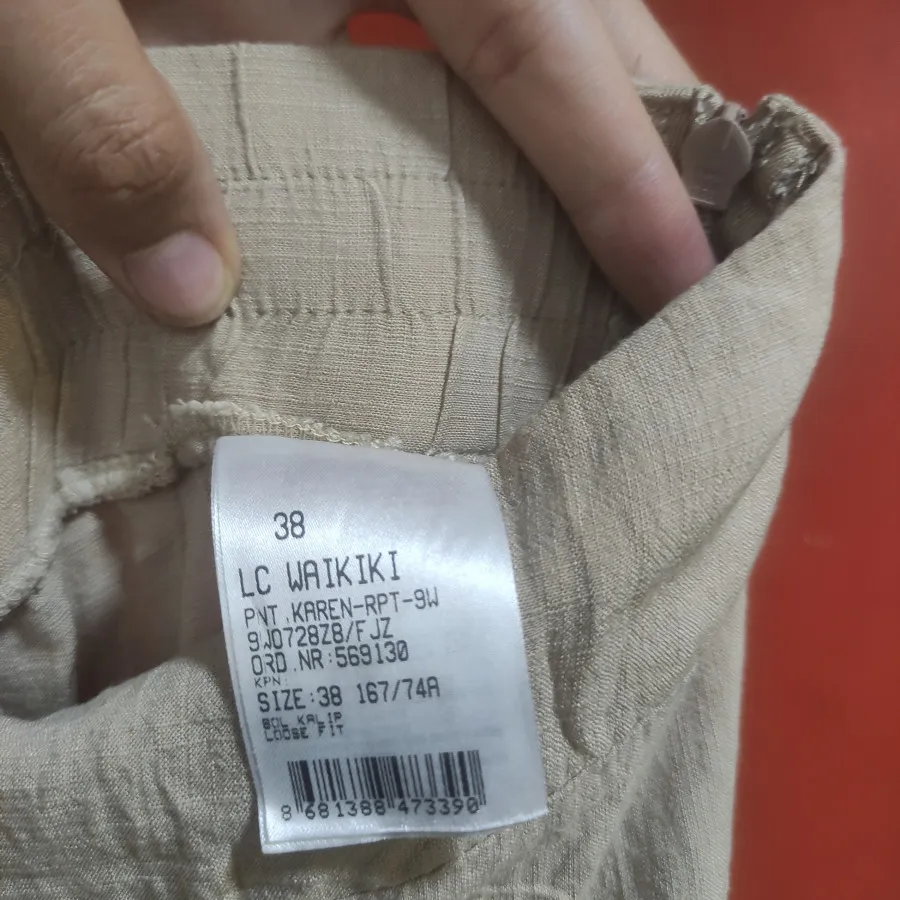 38
LC WAIKIKI
PNT.KAREN-RPT-9W
9W0728Z8/FJZ
ORD.NR:569130
KPN:
SIZE:38 167/74A
BOL KALIP
LOOSE FIT
8 681388 473390